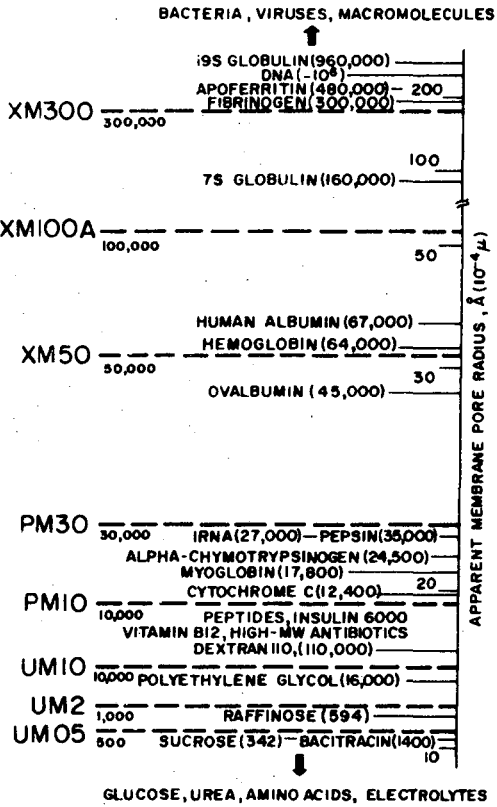 BACTERIA, VIRUSES, MACROMOLECULES
i9S GLOBULIN (960,000)
DNA (~10⁶)
APOFERRITIN (480,000) 200
FIBRINOGEN (300,000)
XM300
300,000
100
7S GLOBULIN (160,000)
XM100A
100,000
50
HUMAN ALBUMIN (67,000)
HEMOGLOBIN (64,000)
XM50
50,000
30
OVALBUMIN (45,000)
PM30
30,000 IRNA (27,000) — PEPSIN (35,000)
ALPHA-CHYMOTRYPSINOGEN (24,500)
MYOGLOBIN (17,800)
20
CYTOCHROME C (12,400)
PM10
10,000 PEPTIDES, INSULIN 6000
VITAMIN B12, HIGH-MW ANTIBIOTICS
DEXTRAN 110, (110,000)
UM10
10,000 POLYETHYLENE GLYCOL (16,000)
UM2
1,000 RAFFINOSE (594)
UM05
500 SUCROSE (342) — BACITRACIN (1400)
10
GLUCOSE, UREA, AMINO ACIDS, ELECTROLYTES
APPARENT MEMBRANE PORE RADIUS, Å (10⁻⁴ μ)